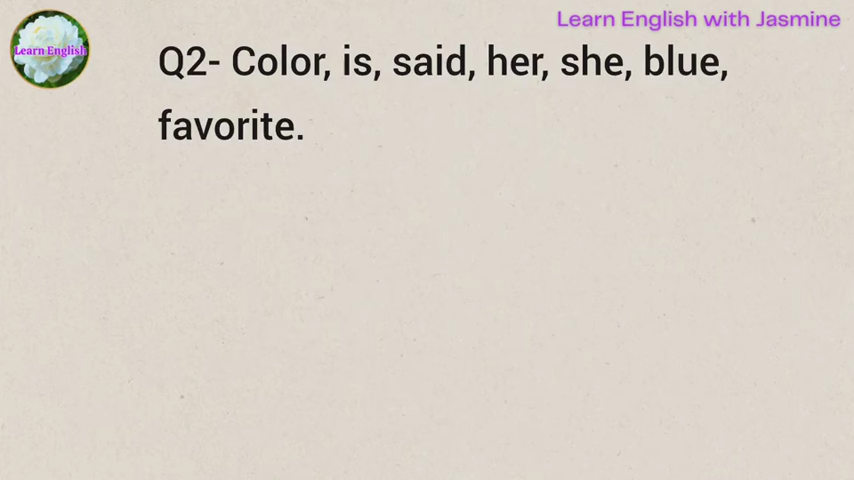 Learn English with Jasmine
Learn English
Q2- Color, is, said, her, she, blue,
favorite.